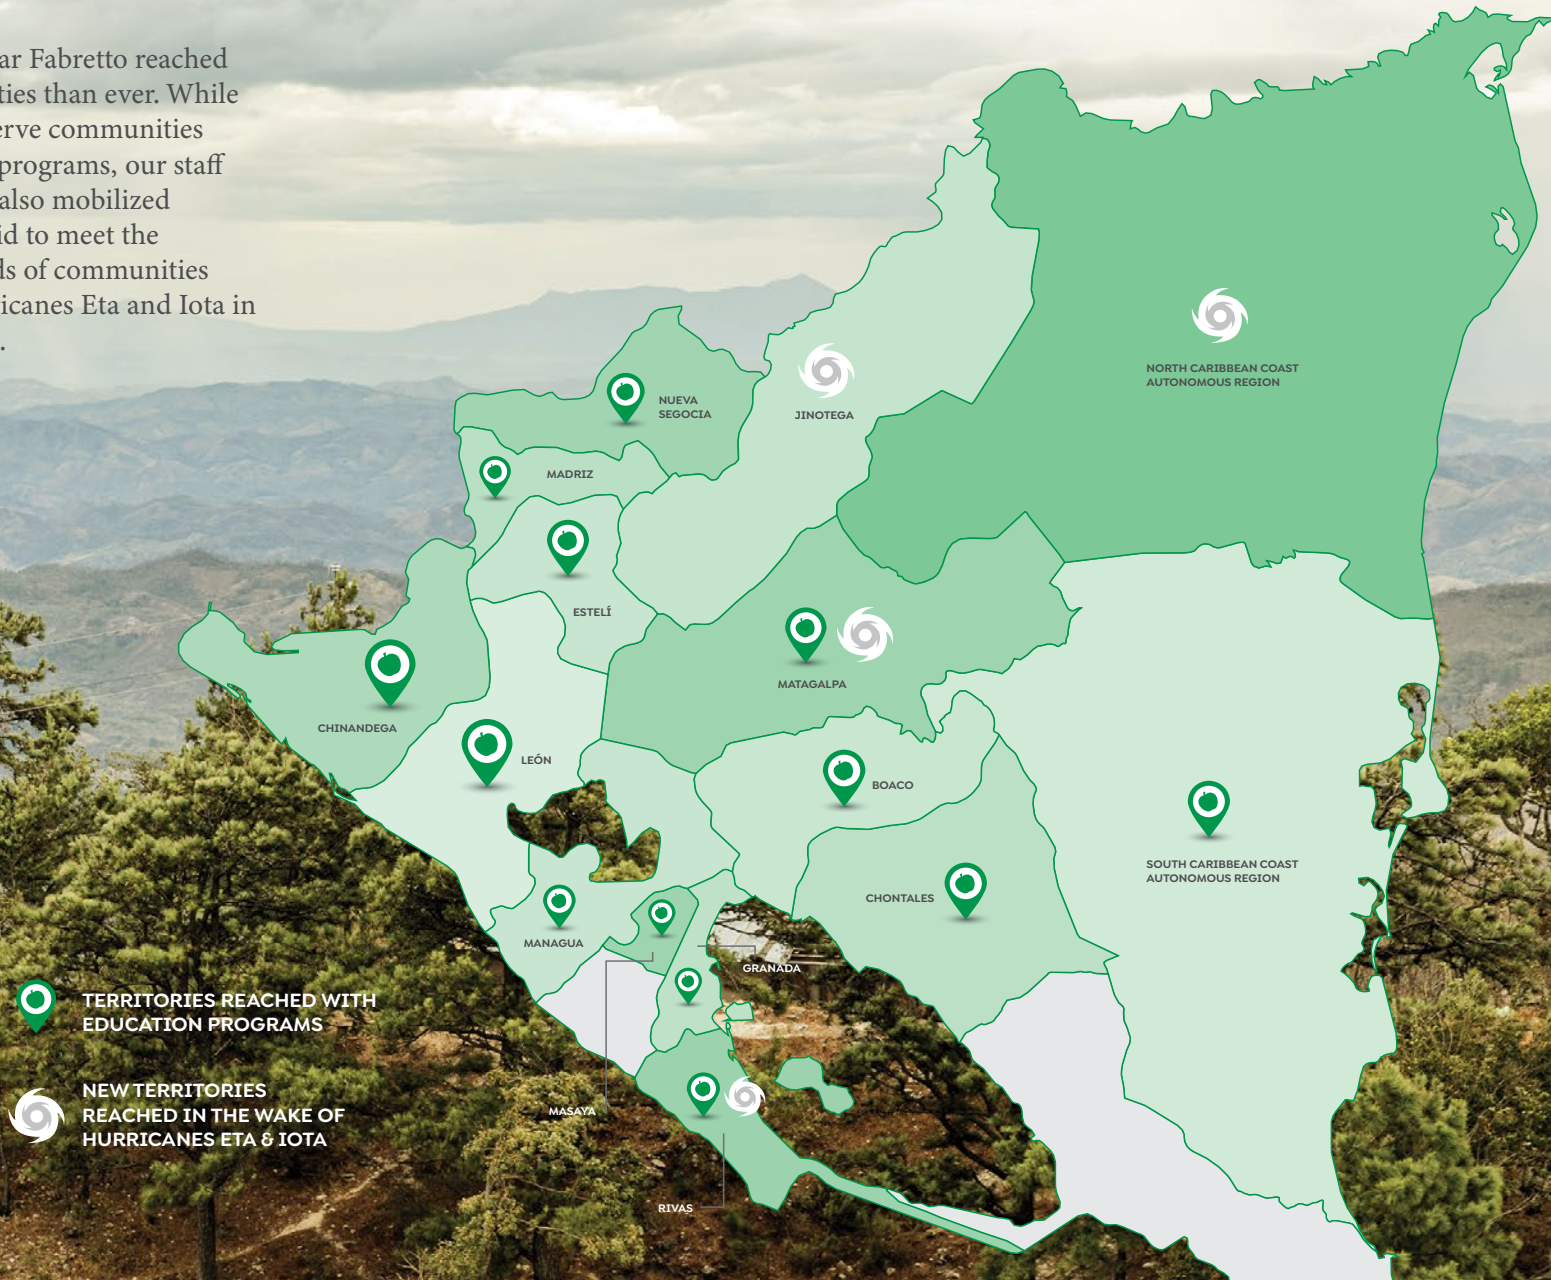 ar Fabretto reached
ties than ever. While
erve communities
programs, our staff
also mobilized
id to meet the
ds of communities
icanes Eta and Iota in
.
NORTH CARIBBEAN COAST
AUTONOMOUS REGION
NUEVA
SEGOCIA
JINOTEGA
MADRIZ
ESTELÍ
MATAGALPA
CHINANDEGA
LEÓN
BOACO
SOUTH CARIBBEAN COAST
AUTONOMOUS REGION
CHONTALES
MANAGUA
GRANADA
MASAYA
RIVAS
TERRITORIES REACHED WITH
EDUCATION PROGRAMS
NEW TERRITORIES
REACHED IN THE WAKE OF
HURRICANES ETA & IOTA